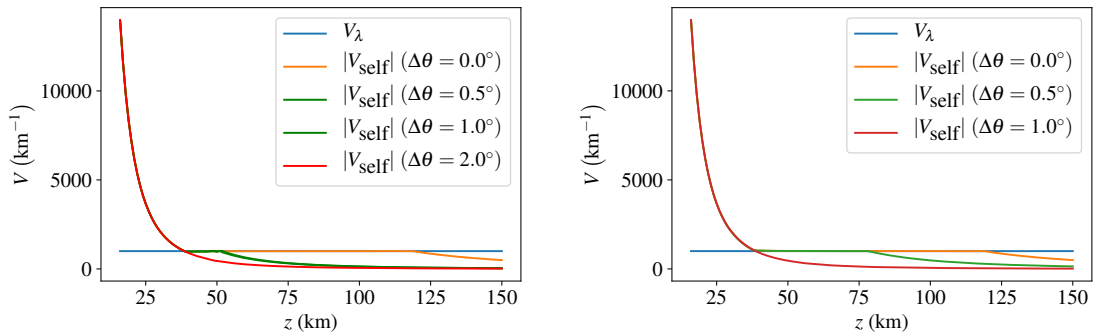 V (km⁻¹)
10000
5000
0
V_λ
|V_self| (Δθ = 0.0°)
|V_self| (Δθ = 0.5°)
|V_self| (Δθ = 1.0°)
|V_self| (Δθ = 2.0°)
25 50 75 100 125 150
z (km)
V (km⁻¹)
10000
5000
0
V_λ
|V_self| (Δθ = 0.0°)
|V_self| (Δθ = 0.5°)
|V_self| (Δθ = 1.0°)
25 50 75 100 125 150
z (km)